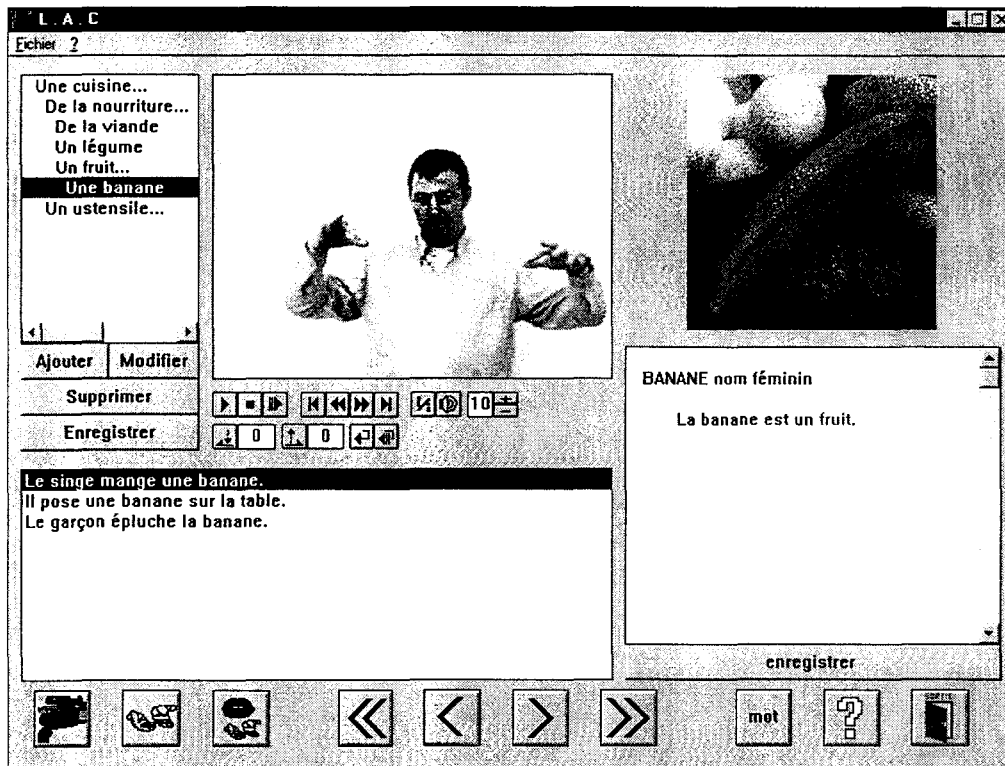 L.A.C
Fichier ?
Une cuisine...
De la nourriture...
De la viande
Un légume
Un fruit...
Une banane
Un ustensile...
Ajouter Modifier
Supprimer
Enregistrer
10
0 0
BANANE nom féminin
La banane est un fruit.
enregistrer
Le singe mange une banane.
Il pose une banane sur la table.
Le garçon épluche la banane.
mot ?
SORTIE